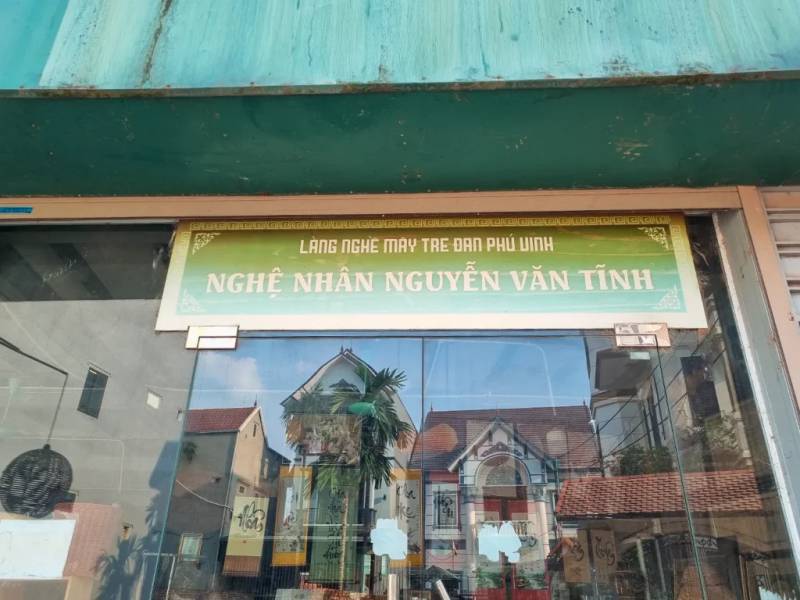 LÀNG NGHỀ MÂY TRE ĐAN PHÚ VINH
NGHỆ NHÂN NGUYỄN VĂN TĨNH